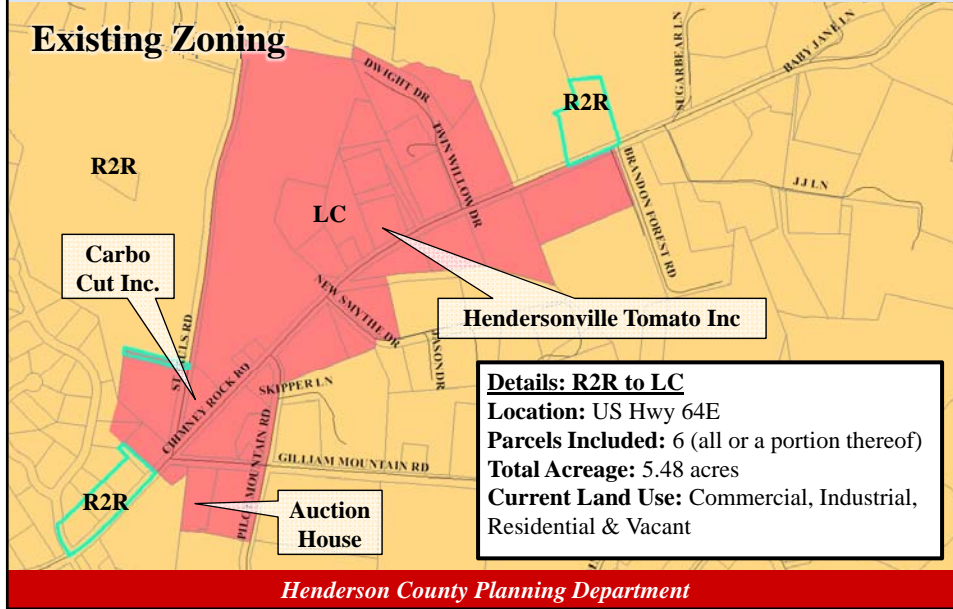 Existing Zoning
DWIGHT DR
TWIN WILLOW DR
R2R
SUGARBEAR LN
BABY JANE LN
R2R
LC
BRANDON FOREST RD
JJ LN
Carbo
Cut Inc.
NEW SMYTHE DR
Hendersonville Tomato Inc
JASON DR
CHIMNEY ROCK RD
SKIPPER LN
GILLIAM MOUNTAIN RD
R2R
Auction
House
Details: R2R to LC
Location: US Hwy 64E
Parcels Included: 6 (all or a portion thereof)
Total Acreage: 5.48 acres
Current Land Use: Commercial, Industrial,
Residential & Vacant
Henderson County Planning Department